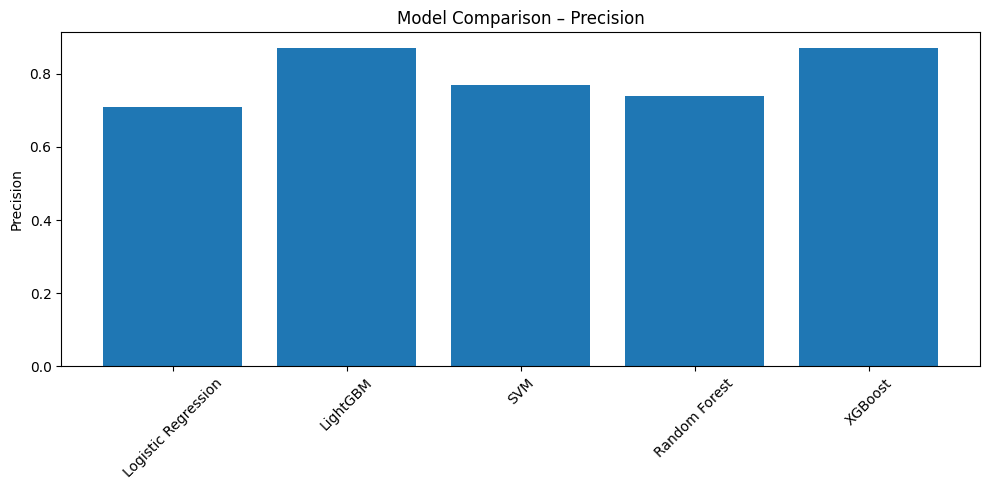 Model Comparison – Precision
Precision
0.8
0.6
0.4
0.2
0.0
Logistic Regression
LightGBM
SVM
Random Forest
XGBoost